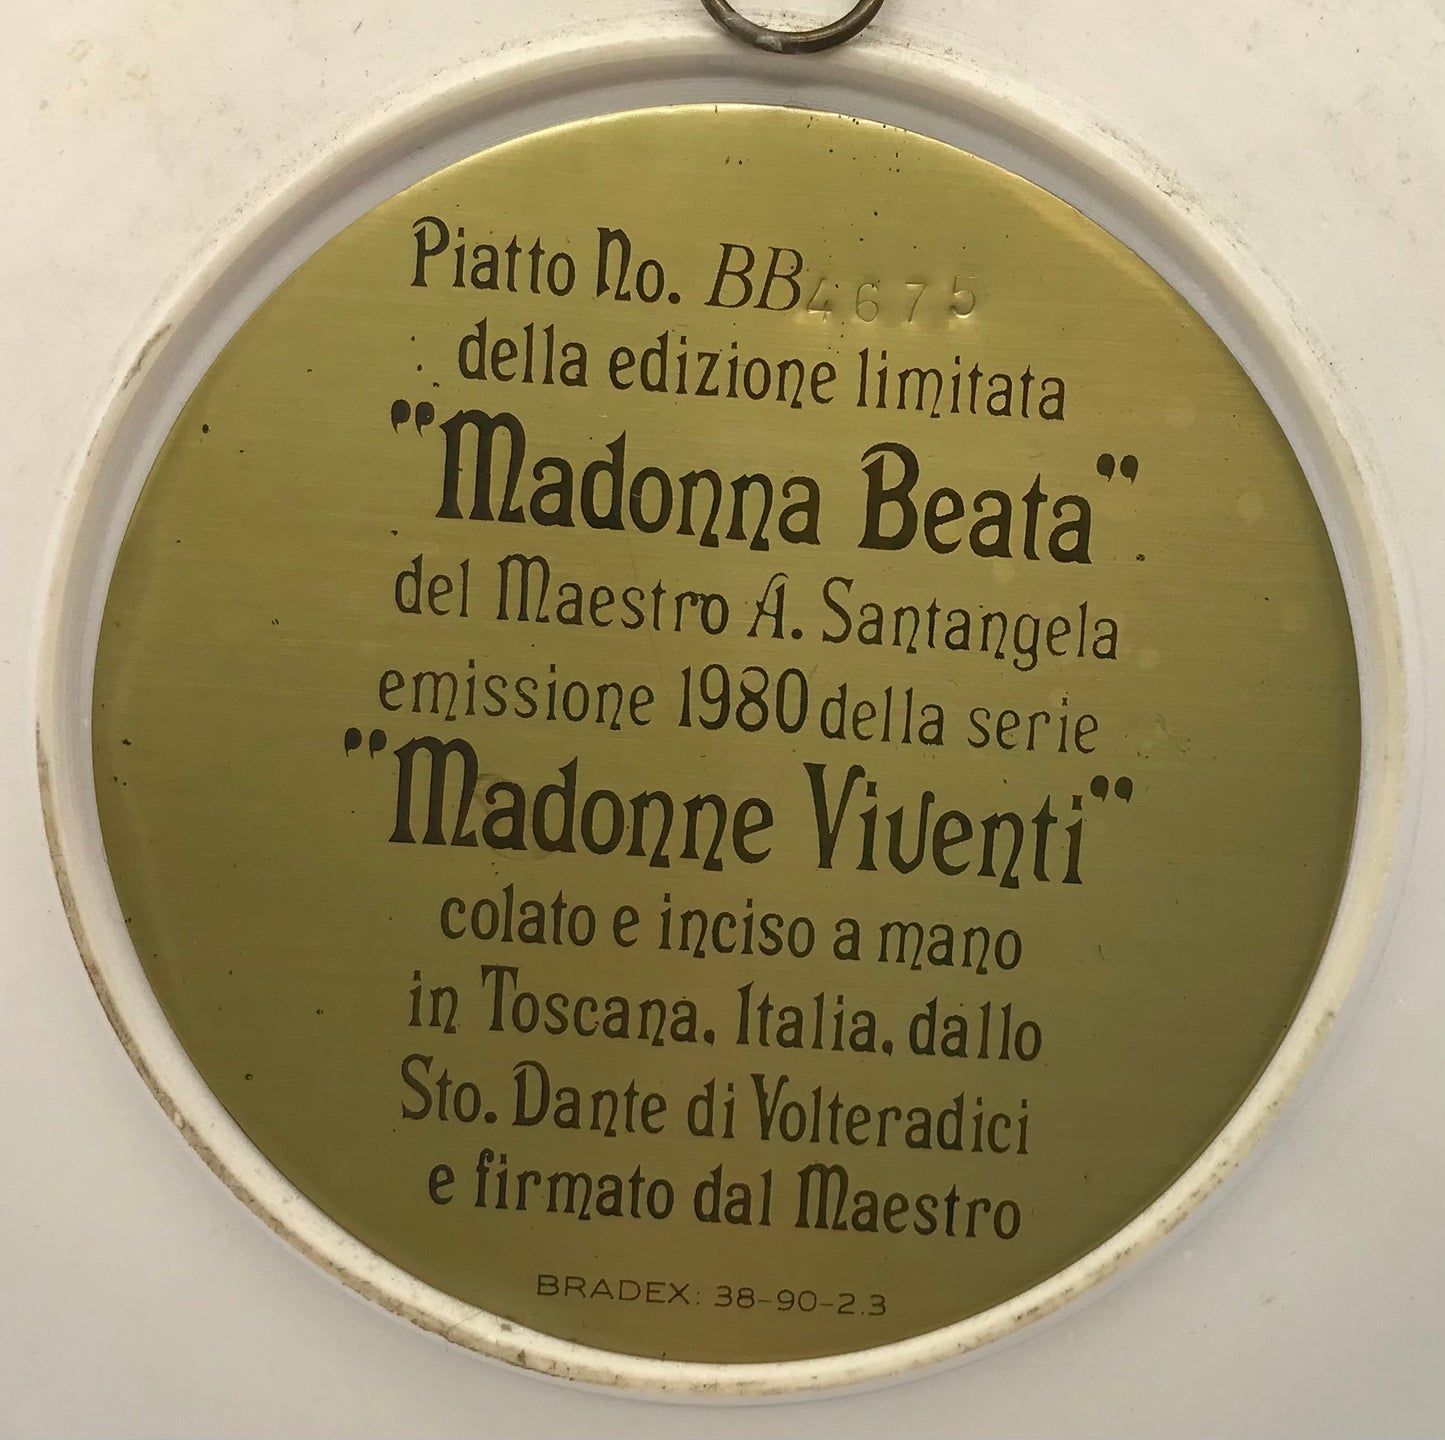 Piatto No. BB4675
della edizione limitata
"Madonna Beata"
del Maestro A. Santangela
emissione 1980 della serie
"Madonne Viventi"
colato e inciso a mano
in Toscana, Italia, dallo
Sto. Dante di Volteradici
e firmato dal Maestro
BRADEX: 38-90-2.3